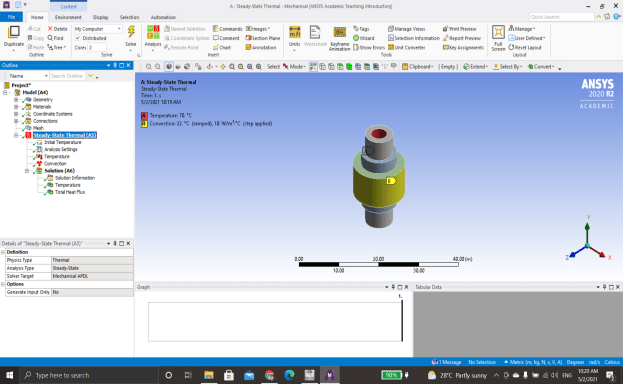 A : Steady-State Thermal - Mechanical [ANSYS Academic Teaching Introductory]
Context
File Home Environment Display Selection Automation
Quick Launch
Duplicate
Cut Delete
Copy Find
Paste Tree
Outline
My Computer
Distributed
Cores 2
Solve
Solve
Analysis
Named Selection
Coordinate System
Remote Point
Commands
Comment
Chart
Images
Section Plane
Annotation
Insert
Units
Worksheet
Keyframe Animation
Tags
Wizard
Show Errors
Manage Views
Selection Information
Unit Converter
Print Preview
Report Preview
Key Assignments
Tools
Full Screen
Manage
User Defined
Reset Layout
Layout
Select Mode Clipboard [ Empty ] Extend Select By Convert
Outline
Name Search Outline
Project*
Model (A4)
Geometry
Materials
Coordinate Systems
Connections
Mesh
Steady-State Thermal (A5)
Initial Temperature
Analysis Settings
Temperature
Convection
Solution (A6)
Solution Information
Temperature
Total Heat Flux
A: Steady-State Thermal
Steady-State Thermal
Time: 1. s
5/2/2021 10:19 AM
A Temperature: 70. °C
B Convection: 22. °C (ramped), 10. W/m²·°C (step applied)
ANSYS
2020 R2
ACADEMIC
B
0.00 20.00 40.00 (m)
10.00 30.00
Y
Z X
Details of "Steady-State Thermal (A5)"
Definition
Physics Type Thermal
Analysis Type Steady-State
Solver Target Mechanical APDL
Options
Generate Input Only No
Graph
1.
Tabular Data
1 Message No Selection Metric (m, kg, N, s, V, A) Degrees rad/s Celsius
Type here to search
28°C Partly sunny
ENG
10:20 AM
5/2/2021